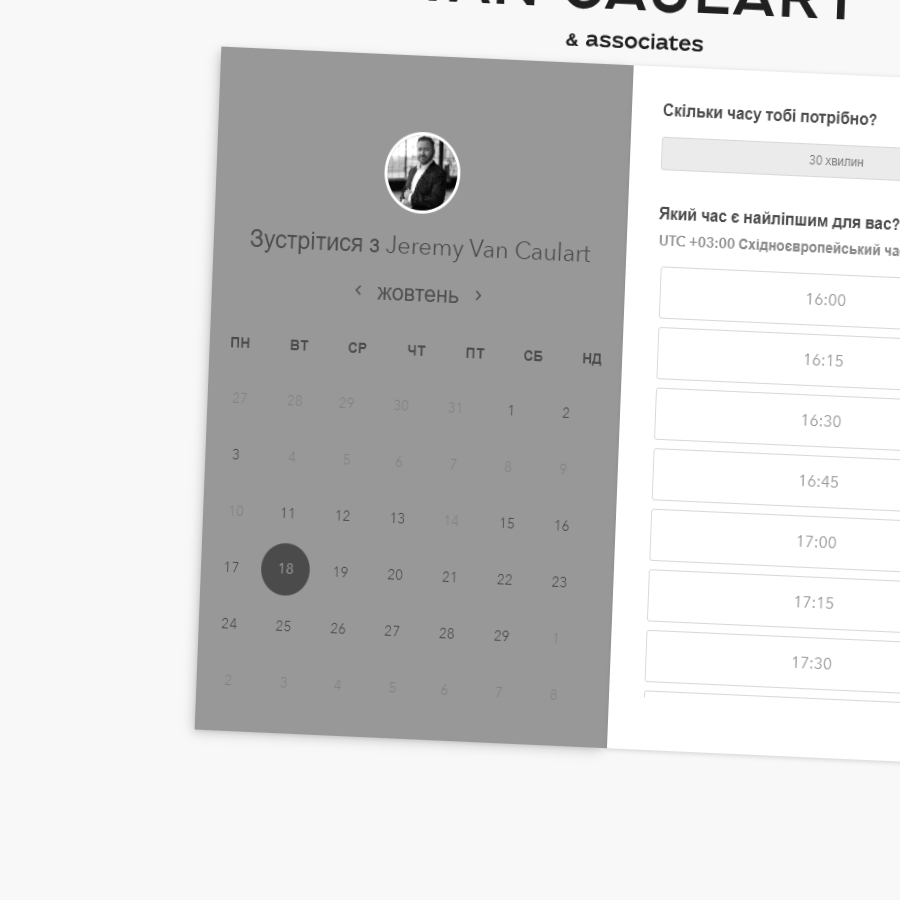 VAN CAULART
& associates
Зустрітися з Jeremy Van Caulart
‹ жовтень ›
ПН ВТ СР ЧТ ПТ СБ НД
27 28 29 30 31 1 2
3 4 5 6 7 8 9
10 11 12 13 14 15 16
17 18 19 20 21 22 23
24 25 26 27 28 29 1
2 3 4 5 6 7 8
Скільки часу тобі потрібно?
30 хвилин
Який час є найліпшим для вас?
UTC +03:00 Східноєвропейський
16:00
16:15
16:30
16:45
17:00
17:15
17:30